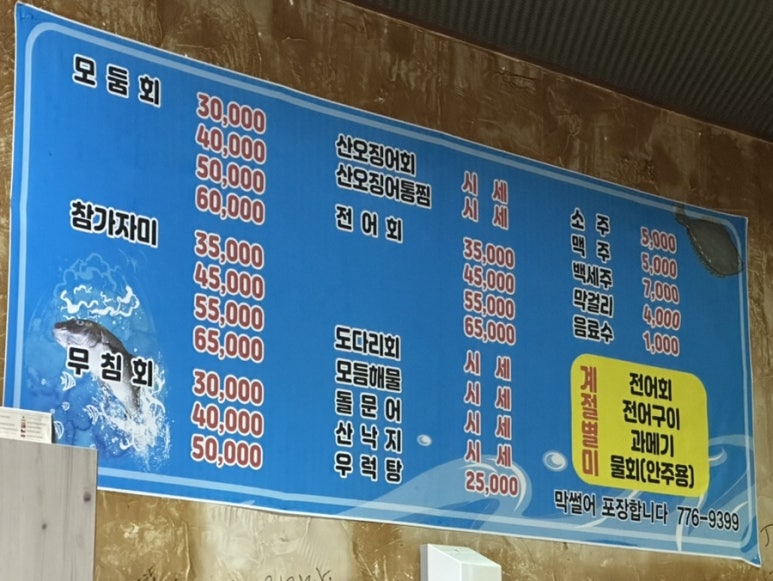 모둠회
30,000
40,000
50,000
60,000
참가자미
35,000
45,000
55,000
65,000
무침회
30,000
40,000
50,000
산오징어회 시세
산오징어통찜 시세
전어회
35,000
45,000
55,000
65,000
도다리회 시세
모듬해물 시세
돌문어 시세
산낙지 시세
우럭탕 25,000
소주 5,000
맥주 5,000
백세주 7,000
막걸리 4,000
음료수 1,000
계절별미
전어회
전어구이
과메기
물회(안주용)
막썰어 포장합니다 776-9399